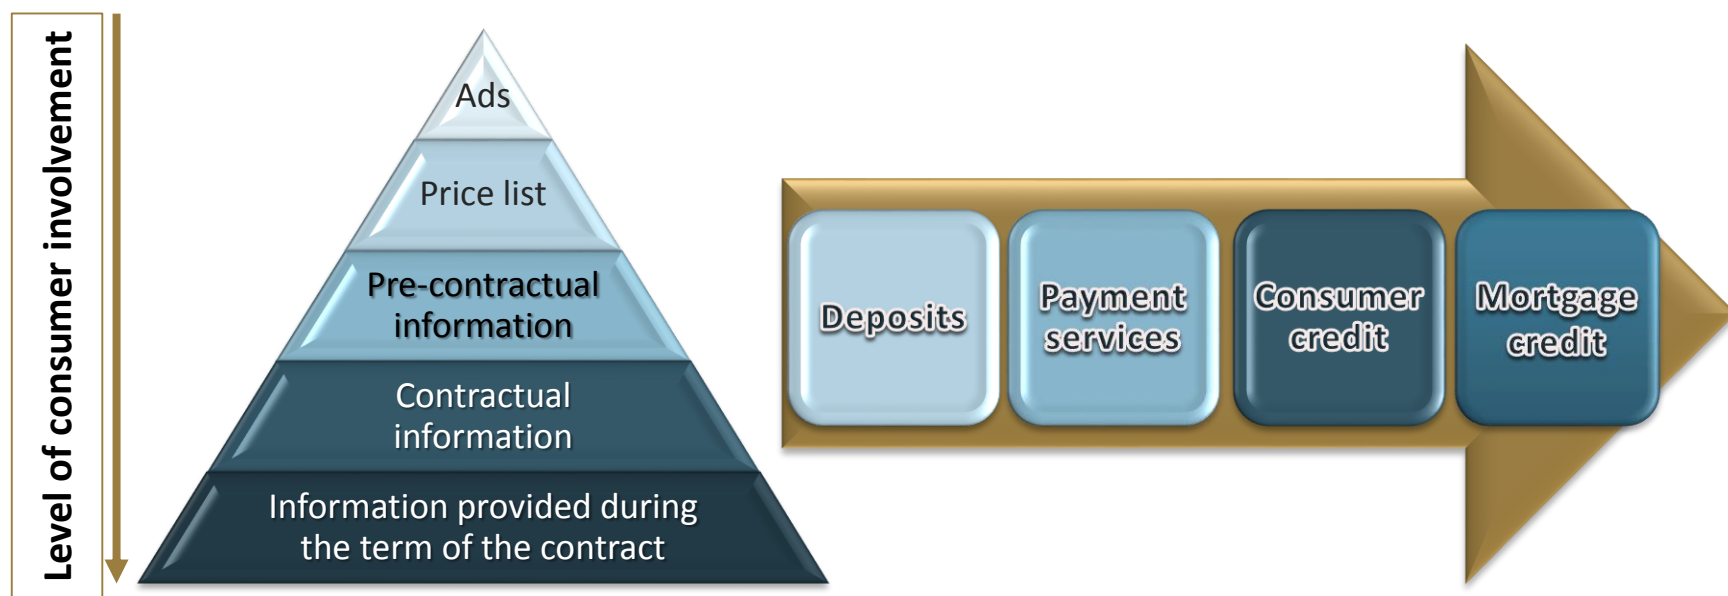 Level of consumer involvement
Ads
Price list
Pre-contractual
information
Contractual
information
Information provided during
the term of the contract
Deposits
Payment
services
Consumer
credit
Mortgage
credit